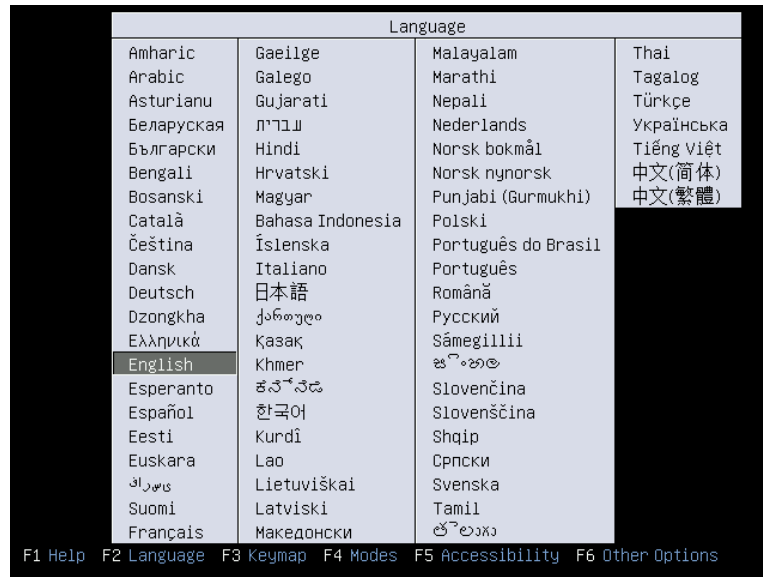 Language
Amharic
Arabic
Asturianu
Беларуская
Български
Bengali
Bosanski
Català
Čeština
Dansk
Deutsch
Dzongkha
Ελληνικά
English
Esperanto
Español
Eesti
Euskara
فارسی
Suomi
Français
Gaeilge
Galego
Gujarati
עברית
Hindi
Hrvatski
Magyar
Bahasa Indonesia
Íslenska
Italiano
日本語
ქართული
Қазақ
Khmer
ಕನ್ನಡ
한국어
Kurdî
Lao
Lietuviškai
Latviski
Македонски
Malayalam
Marathi
Nepali
Nederlands
Norsk bokmål
Norsk nynorsk
Punjabi (Gurmukhi)
Polski
Português do Brasil
Português
Română
Русский
Sámegillii
සිංහල
Slovenčina
Slovenščina
Shqip
Српски
Svenska
Tamil
తెలుగు
Thai
Tagalog
Türkçe
Українська
Tiếng Việt
中文(简体)
中文(繁體)
F1 Help F2 Language F3 Keymap F4 Modes F5 Accessibility F6 Other Options